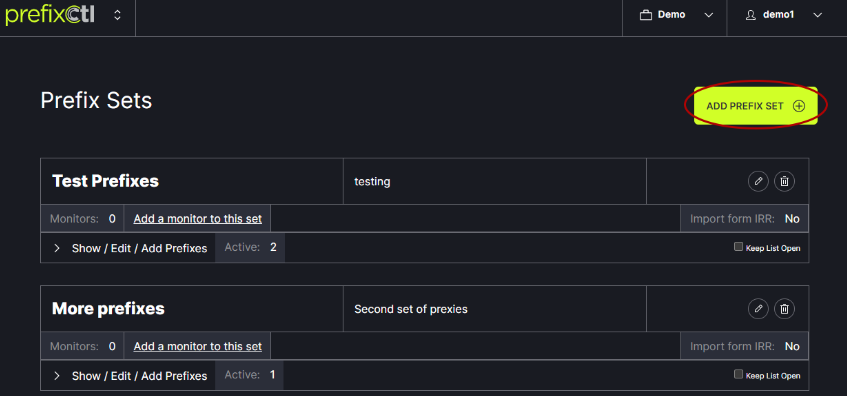 prefixctl
Demo
demo1
Prefix Sets
ADD PREFIX SET
Test Prefixes
testing
Monitors: 0 Add a monitor to this set
Import form IRR: No
Show / Edit / Add Prefixes Active: 2
Keep List Open
More prefixes
Second set of prexies
Monitors: 0 Add a monitor to this set
Import form IRR: No
Show / Edit / Add Prefixes Active: 1
Keep List Open